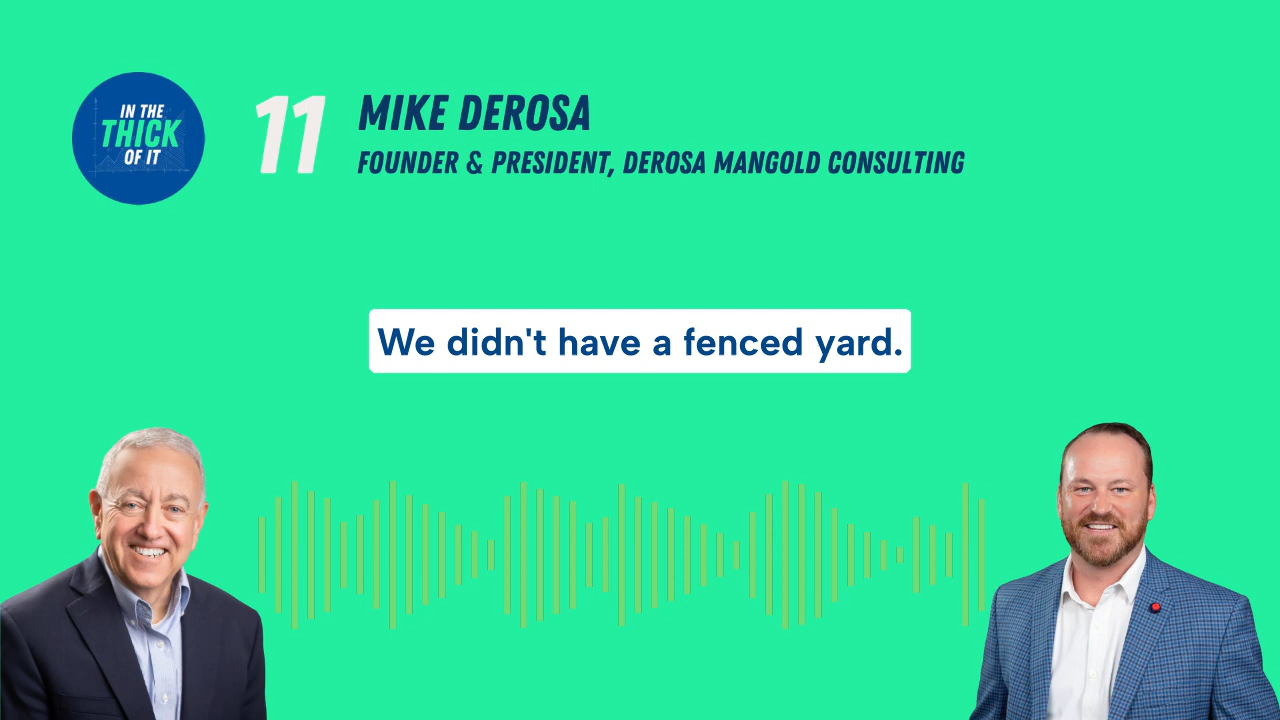 IN THE
THICK
OF IT
11
MIKE DEROSA
FOUNDER & PRESIDENT, DEROSA MANGOLD CONSULTING
We didn't have a fenced yard.